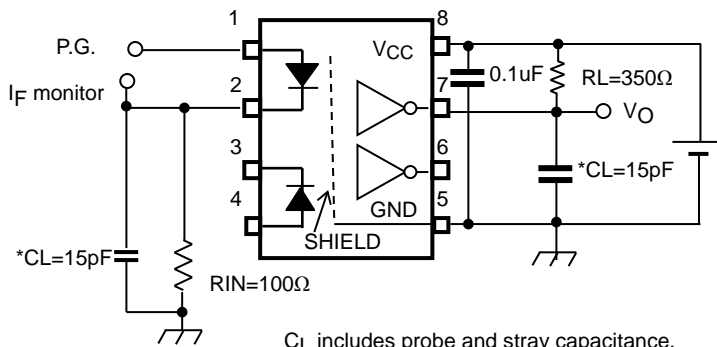 1
8
P.G.
VCC
0.1uF
RL=350Ω
IF monitor
2
7
VO
3
6
*CL=15pF
4
5
GND
SHIELD
*CL=15pF
RIN=100Ω
CL includes probe and stray capacitance.